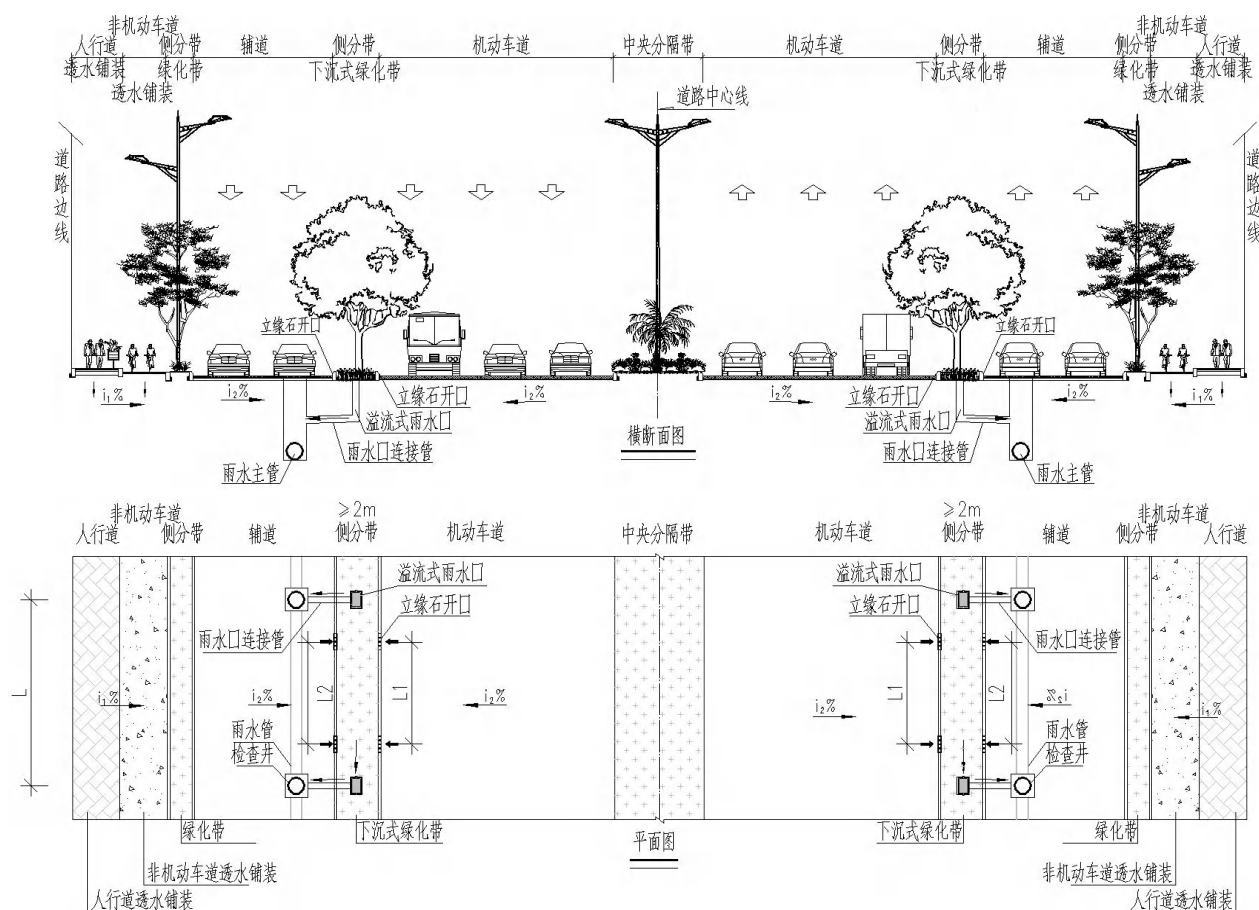 非机动车道
非机动车道
人行道
侧分带
辅道
侧分带
机动车道
中央分隔带
机动车道
侧分带
辅道
侧分带
人行道
透水铺装
绿化带
下沉式绿化带
下沉式绿化带
绿化带
透水铺装
透水铺装
透水铺装
道路中心线
道路边线
道路边线
立缘石开口
立缘石开口
i₁%
i₂%
立缘石开口
i₂%
i₂%
立缘石开口
i₂%
i₁%
溢流式雨水口
溢流式雨水口
雨水口连接管
横断面图
雨水口连接管
雨水主管
雨水主管
≥2m
≥2m
非机动车道
非机动车道
人行道
侧分带
辅道
侧分带
机动车道
中央分隔带
机动车道
侧分带
辅道
侧分带
人行道
溢流式雨水口
溢流式雨水口
立缘石开口
立缘石开口
雨水口连接管
雨水口连接管
L
i₁%
i₂%
L2
L1
i₂%
i₂%
L1
L2
i₂%
i₁%
雨水管
检查井
雨水管
检查井
绿化带
下沉式绿化带
平面图
下沉式绿化带
绿化带
非机动车道透水铺装
非机动车道透水铺装
人行道透水铺装
人行道透水铺装